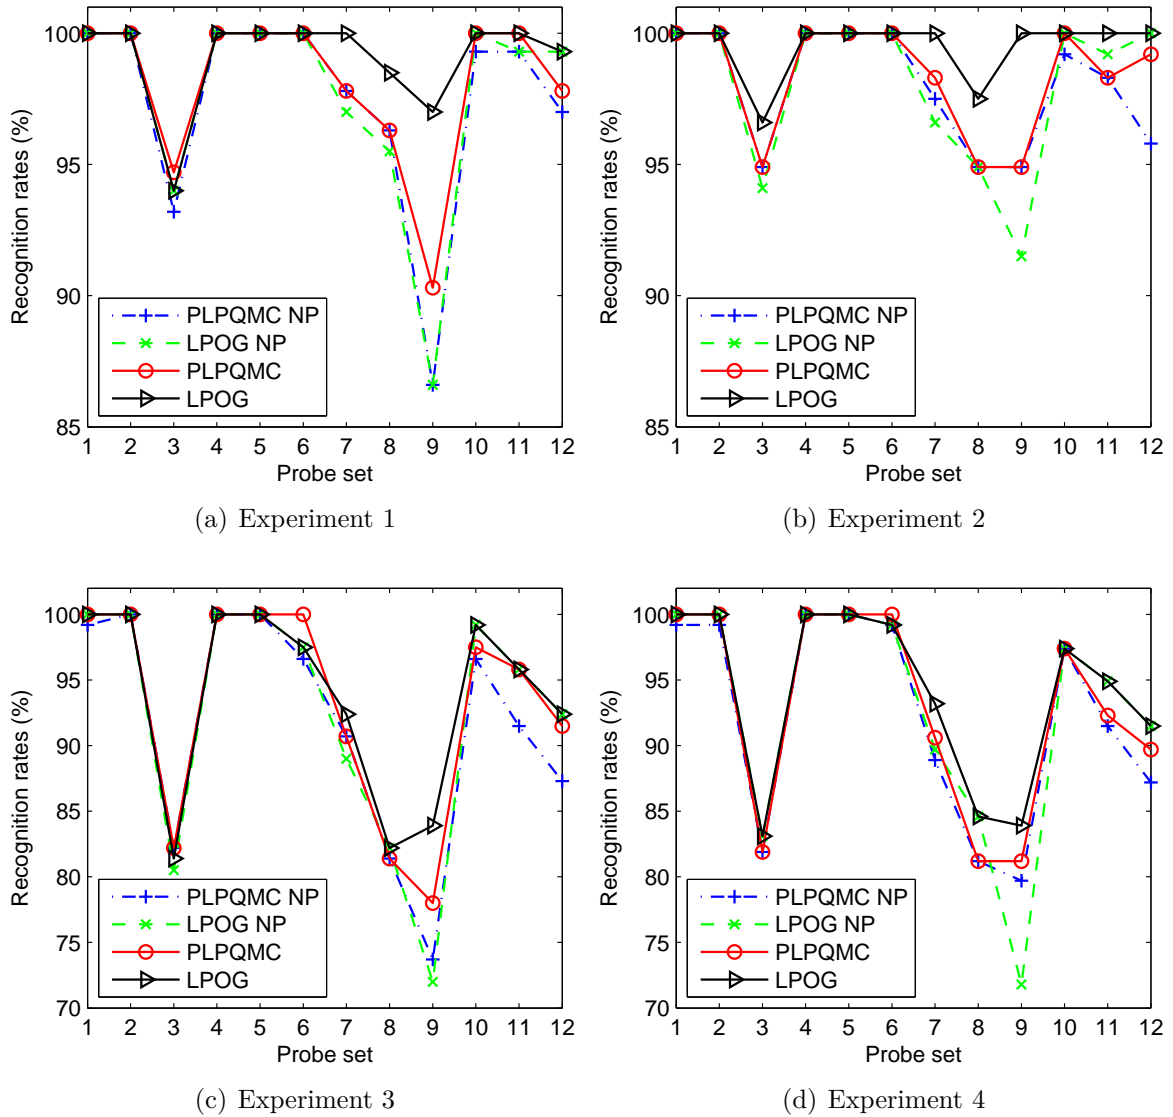 100
95
90
85
Recognition rates (%)
PLPQMC NP
LPOG NP
PLPQMC
LPOG
1 2 3 4 5 6 7 8 9 10 11 12
Probe set
(a) Experiment 1
100
95
90
85
Recognition rates (%)
PLPQMC NP
LPOG NP
PLPQMC
LPOG
1 2 3 4 5 6 7 8 9 10 11 12
Probe set
(b) Experiment 2
100
95
90
85
80
75
70
Recognition rates (%)
PLPQMC NP
LPOG NP
PLPQMC
LPOG
1 2 3 4 5 6 7 8 9 10 11 12
Probe set
(c) Experiment 3
100
95
90
85
80
75
70
Recognition rates (%)
PLPQMC NP
LPOG NP
PLPQMC
LPOG
1 2 3 4 5 6 7 8 9 10 11 12
Probe set
(d) Experiment 4